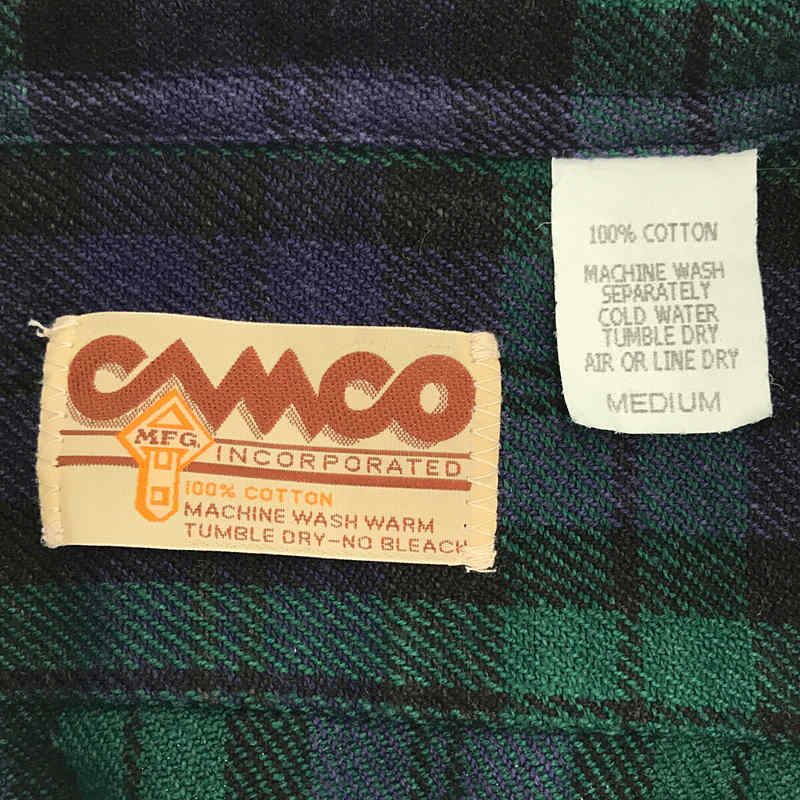 CAMCO
MFG.
INCORPORATED
100% COTTON
MACHINE WASH WARM
TUMBLE DRY-NO BLEACH
100% COTTON
MACHINE WASH
SEPARATELY
COLD WATER
TUMBLE DRY
AIR OR LINE DRY
MEDIUM